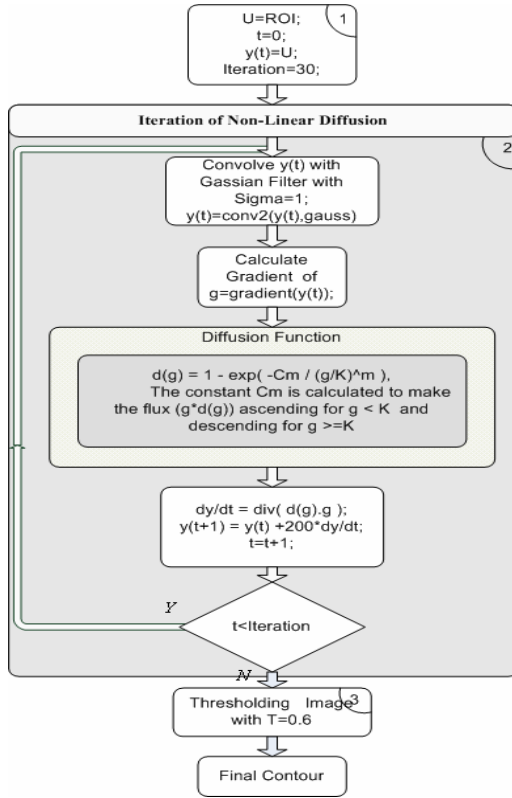 U=ROI;
t=0;
y(t)=U;
Iteration=30;
1
Iteration of Non-Linear Diffusion
2
Convolve y(t) with
Gassian Filter with
Sigma=1;
y(t)=conv2(y(t),gauss)
Calculate
Gradient of
g=gradient(y(t));
Diffusion Function
d(g) = 1 - exp( -Cm / (g/K)^m ),
The constant Cm is calculated to make
the flux (g*d(g)) ascending for g < K and
descending for g >=K
dy/dt = div( d(g).g );
y(t+1) = y(t) +200*dy/dt;
t=t+1;
Y
t<Iteration
N
3
Thresholding Image
with T=0.6
Final Contour